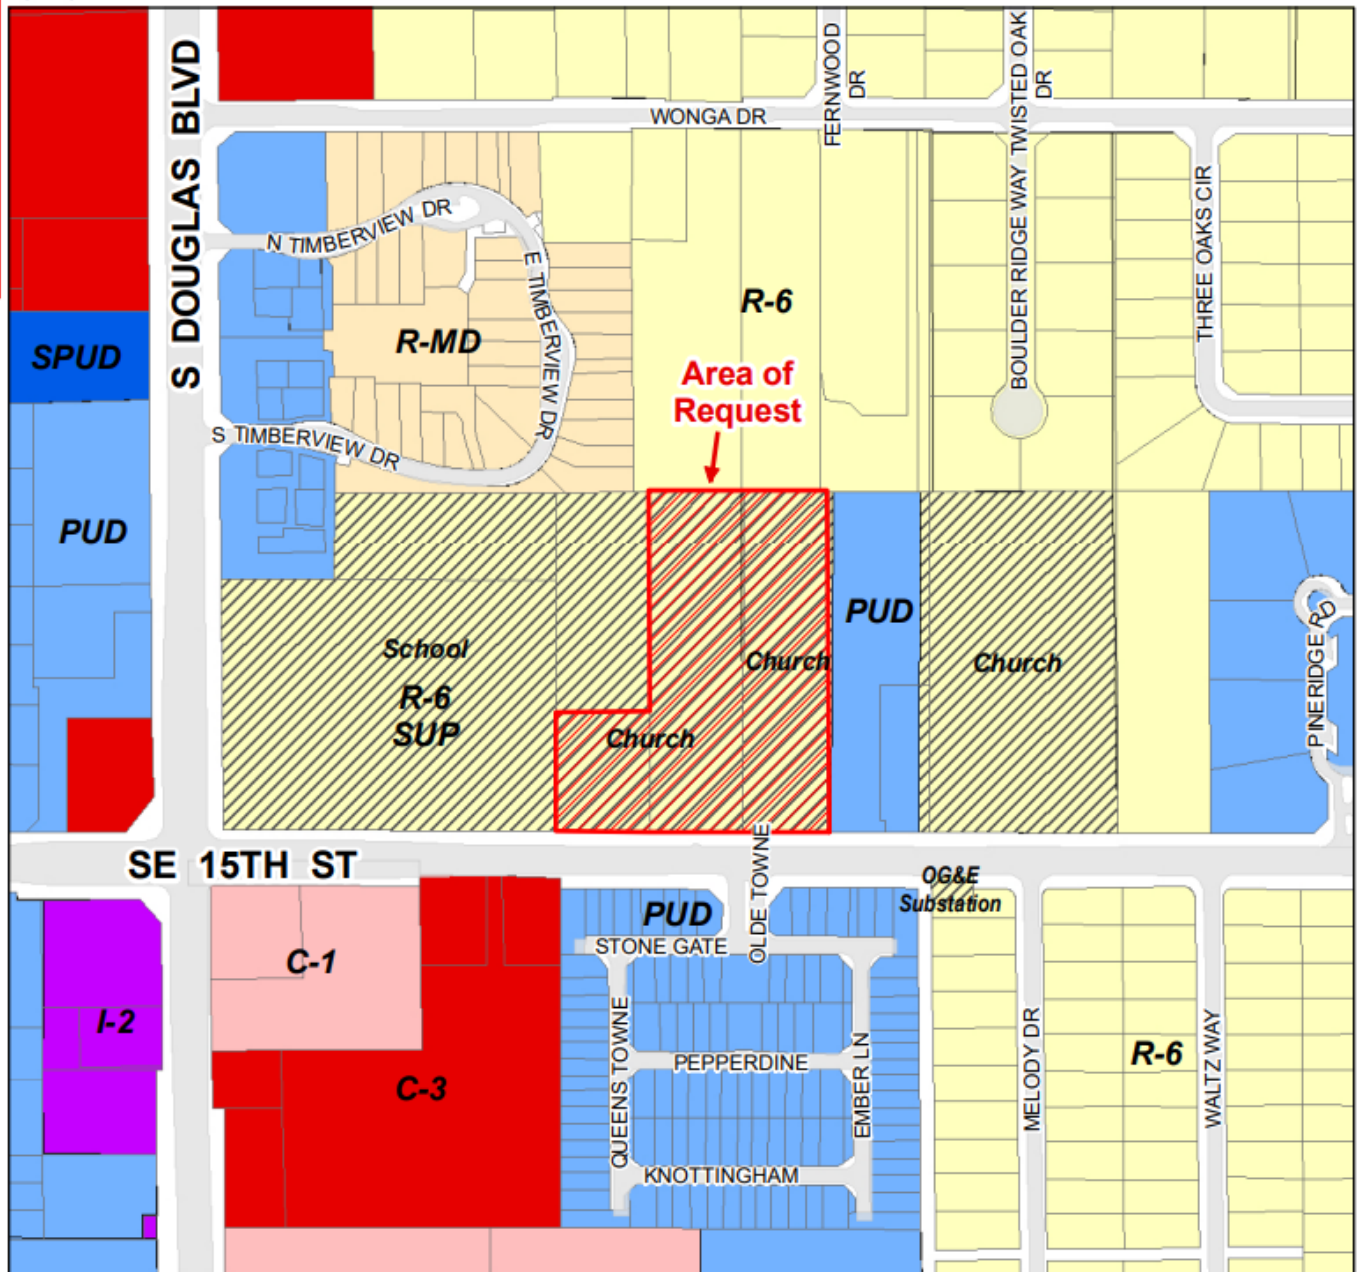 S DOUGLAS BLVD
FERNWOOD
DR
TWISTED OAK
DR
WONGA DR
N TIMBERVIEW DR
E TIMBERVIEW DR
BOULDER RIDGE WAY
THREE OAKS CIR
R-6
R-MD
SPUD
Area of
Request
S TIMBERVIEW DR
PUD
PUD
School
R-6
SUP
Church
Church
Church
PINERIDGE RD
SE 15TH ST
OLDE TOWNE
OG&E
Substation
PUD
STONE GATE
C-1
I-2
QUEENS TOWNE
PEPPERDINE
EMBER LN
MELODY DR
R-6
WALTZ WAY
C-3
KNOTTINGHAM